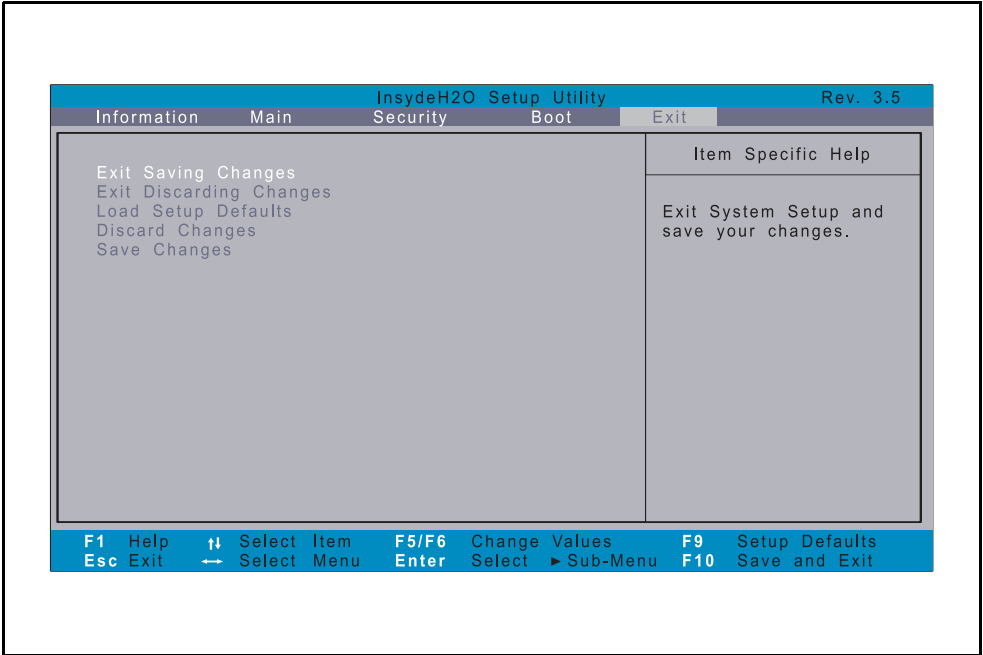 InsydeH2O Setup Utility Rev. 3.5
Information Main Security Boot Exit
Item Specific Help
Exit Saving Changes
Exit Discarding Changes
Load Setup Defaults
Discard Changes
Save Changes
Exit System Setup and
save your changes.
F1 Help ↑↓ Select Item F5/F6 Change Values F9 Setup Defaults
Esc Exit ↔ Select Menu Enter Select ►Sub-Menu F10 Save and Exit